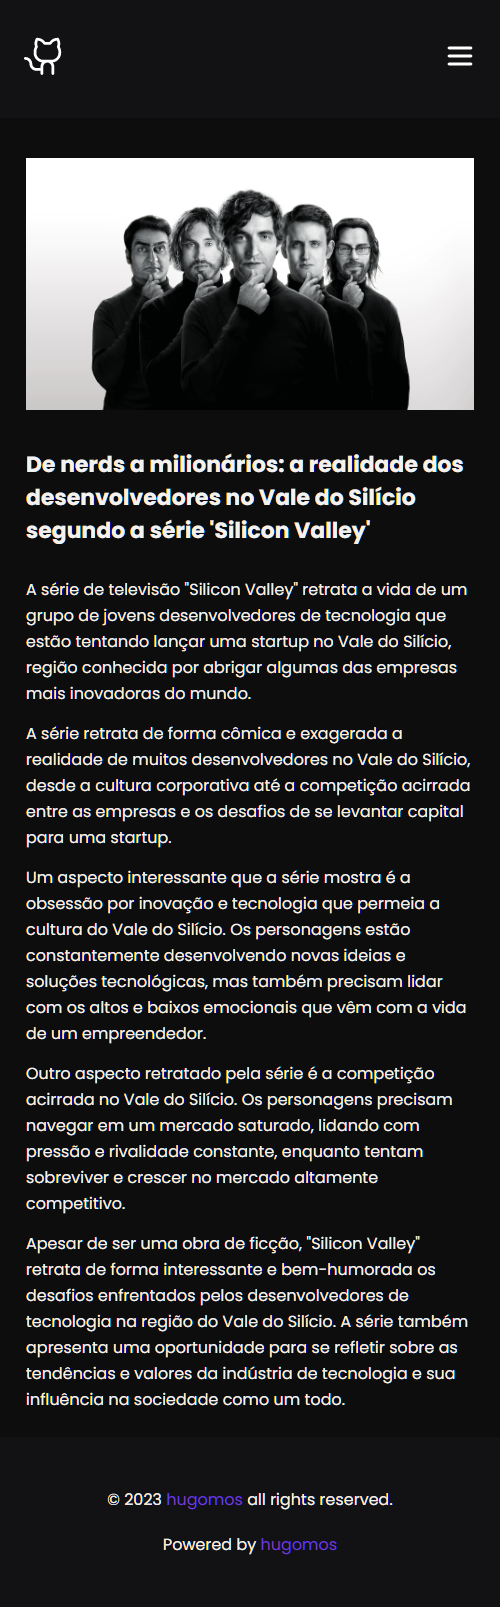 De nerds a milionários: a realidade dos
desenvolvedores no Vale do Silício
segundo a série 'Silicon Valley'
A série de televisão "Silicon Valley" retrata a vida de um
grupo de jovens desenvolvedores de tecnologia que
estão tentando lançar uma startup no Vale do Silício,
região conhecida por abrigar algumas das empresas
mais inovadoras do mundo.
A série retrata de forma cômica e exagerada a
realidade de muitos desenvolvedores no Vale do Silício,
desde a cultura corporativa até a competição acirrada
entre as empresas e os desafios de se levantar capital
para uma startup.
Um aspecto interessante que a série mostra é a
obsessão por inovação e tecnologia que permeia a
cultura do Vale do Silício. Os personagens estão
constantemente desenvolvendo novas ideias e
soluções tecnológicas, mas também precisam lidar
com os altos e baixos emocionais que vêm com a vida
de um empreendedor.
Outro aspecto retratado pela série é a competição
acirrada no Vale do Silício. Os personagens precisam
navegar em um mercado saturado, lidando com
pressão e rivalidade constante, enquanto tentam
sobreviver e crescer no mercado altamente
competitivo.
Apesar de ser uma obra de ficção, "Silicon Valley"
retrata de forma interessante e bem-humorada os
desafios enfrentados pelos desenvolvedores de
tecnologia na região do Vale do Silício. A série também
apresenta uma oportunidade para se refletir sobre as
tendências e valores da indústria de tecnologia e sua
influência na sociedade como um todo.
© 2023 hugomos all rights reserved.
Powered by hugomos